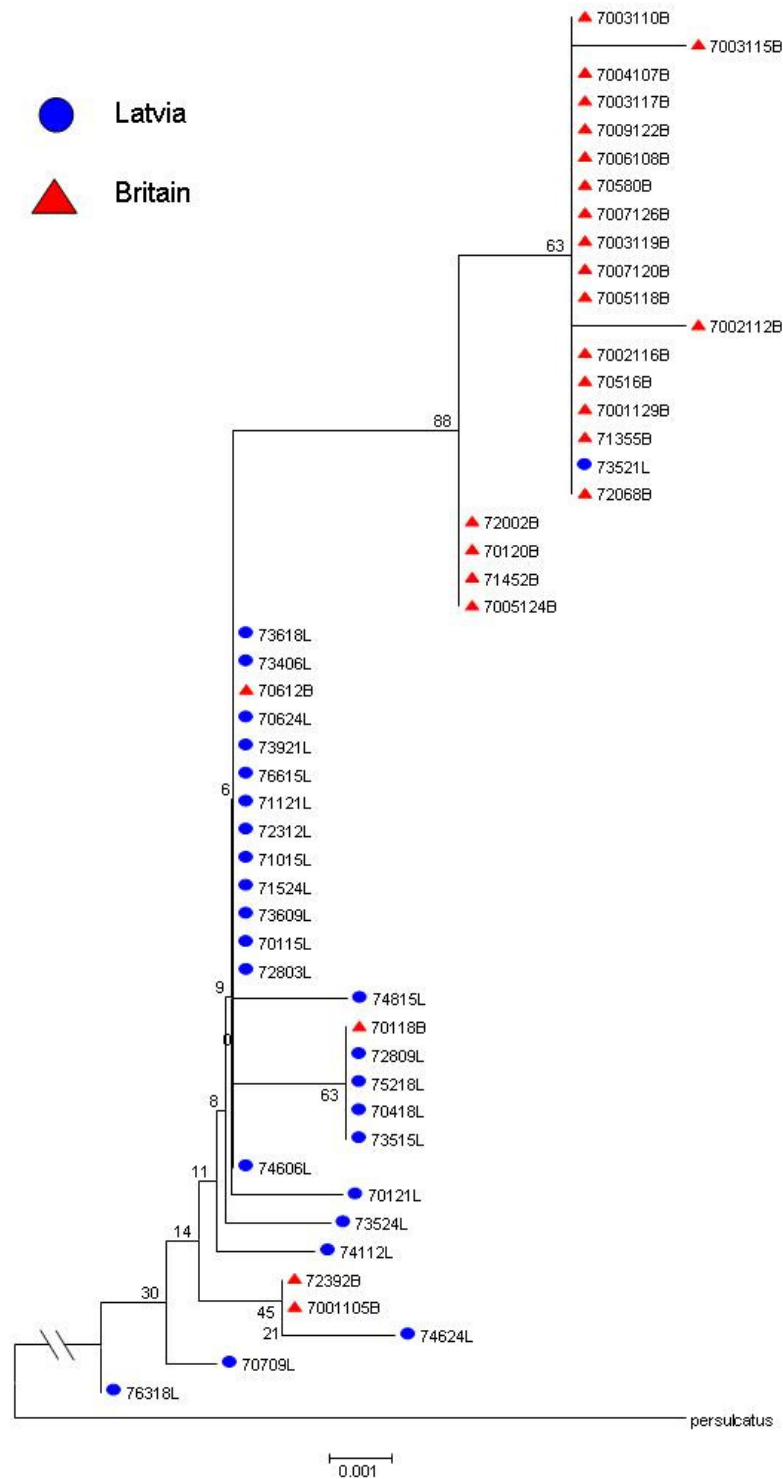 7003110B
7003115B
7004107B
Latvia
7003117B
7009122B
7006108B
70580B
Britain
7007126B
7003119B
63
7007120B
7005118B
7002112B
7002116B
70516B
7001129B
88
71355B
73521L
72068B
72002B
70120B
71452B
7005124B
73618L
73406L
70612B
70624L
73921L
76615L
6
71121L
72312L
71015L
71524L
73609L
70115L
72803L
9
74815L
70118B
0
72809L
75218L
63
8
70418L
73515L
74606L
11
70121L
73524L
14
74112L
72392B
30
45
7001105B
21
74624L
70709L
76318L
persulcatus
0.001